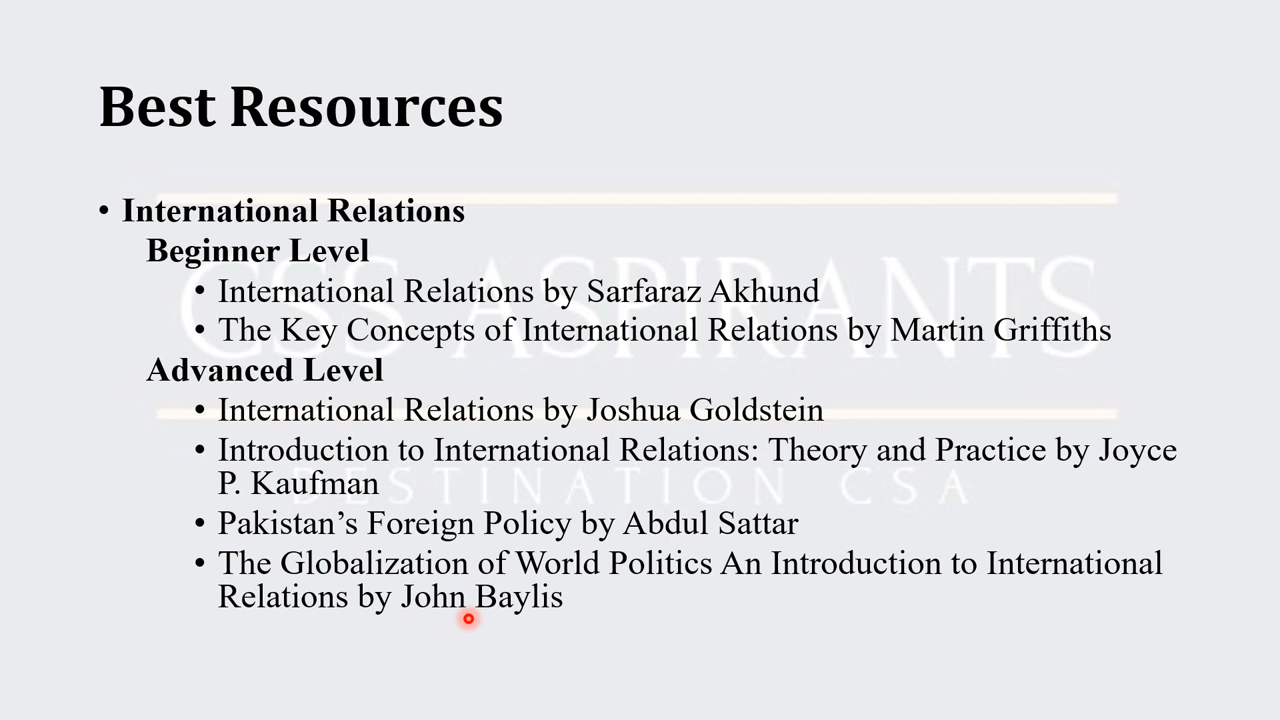 Best Resources
• International Relations
Beginner Level
• International Relations by Sarfaraz Akhund
• The Key Concepts of International Relations by Martin Griffiths
Advanced Level
• International Relations by Joshua Goldstein
• Introduction to International Relations: Theory and Practice by Joyce
P. Kaufman
• Pakistan’s Foreign Policy by Abdul Sattar
• The Globalization of World Politics An Introduction to International
Relations by John Baylis
CSS ASPIRANTS
DESTINATION CSA